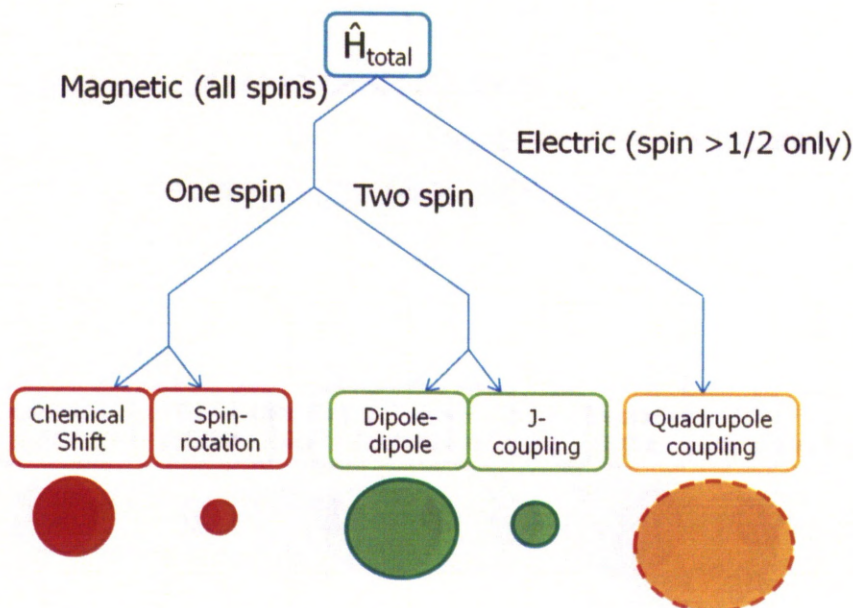 Ĥtotal
Magnetic (all spins)
Electric (spin >1/2 only)
One spin
Two spin
Chemical
Shift
Spin-
rotation
Dipole-
dipole
J-
coupling
Quadrupole
coupling